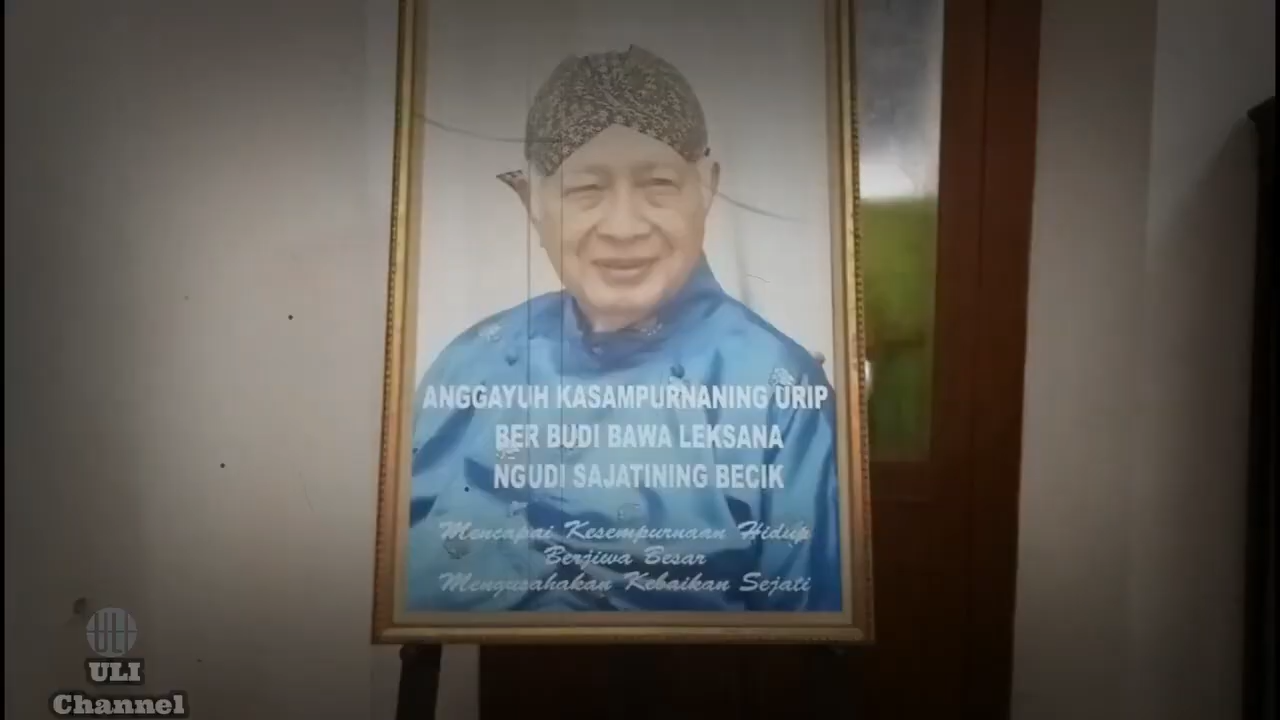 ANGGAYUH KASAMPURNANING URIP
BER BUDI BAWA LEKSANA
NGUDI SAJATINING BECIK
Mencapai Kesempurnaan Hidup
Berjiwa Besar
Mengusahakan Kebaikan Sejati
ULI
ULI
Channel